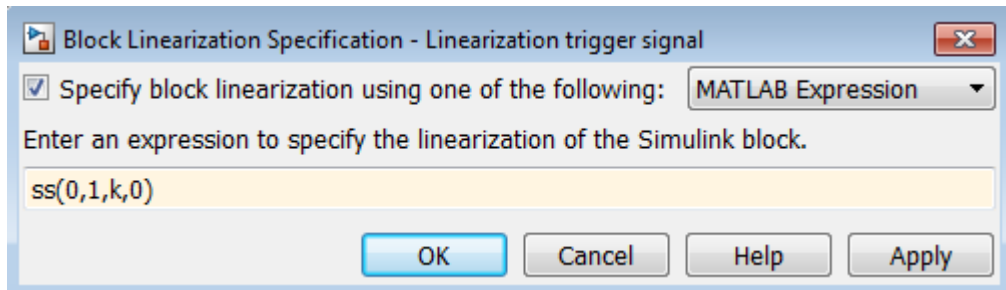 Block Linearization Specification - Linearization trigger signal
Specify block linearization using one of the following: MATLAB Expression
Enter an expression to specify the linearization of the Simulink block.
ss(0,1,k,0)
OK Cancel Help Apply